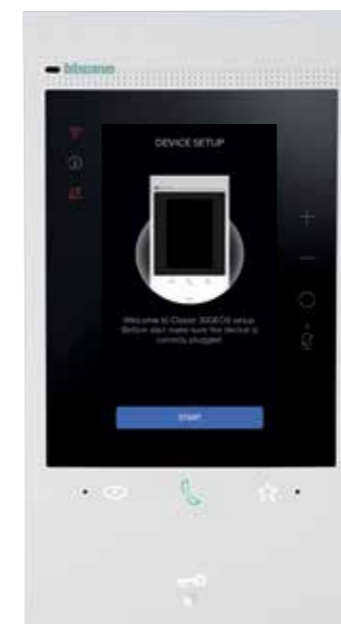 bticino
DEVICE SETUP
Welcome to Classe 300EOS setup.
Before start make sure the device is
correctly plugged
START